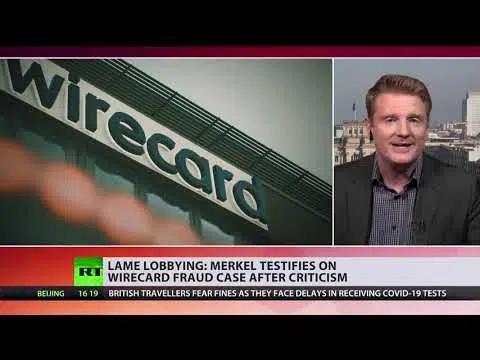 wirecard
RT
LAME LOBBYING: MERKEL TESTIFIES ON
WIRECARD FRAUD CASE AFTER CRITICISM
BEIJING 16 19 BRITISH TRAVELLERS FEAR FINES AS THEY FACE DELAYS IN RECEIVING COVID-19 TESTS